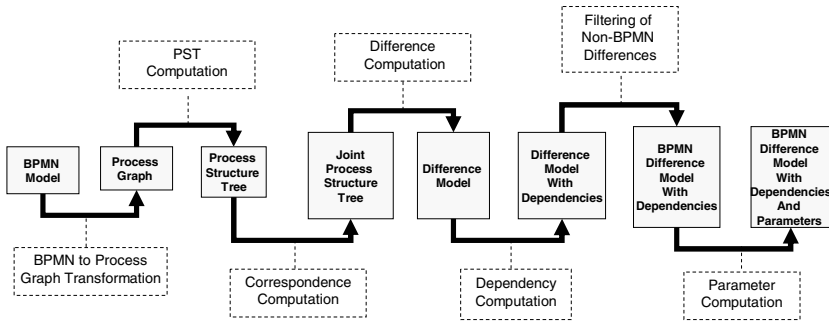 PST
Computation
Difference
Computation
Filtering of
Non-BPMN
Differences
BPMN
Model
Process
Graph
Process
Structure
Tree
Joint
Process
Structure
Tree
Difference
Model
Difference
Model
With
Dependencies
BPMN
Difference
Model
With
Dependencies
BPMN
Difference
Model
With
Dependencies
And
Parameters
BPMN to Process
Graph Transformation
Correspondence
Computation
Dependency
Computation
Parameter
Computation